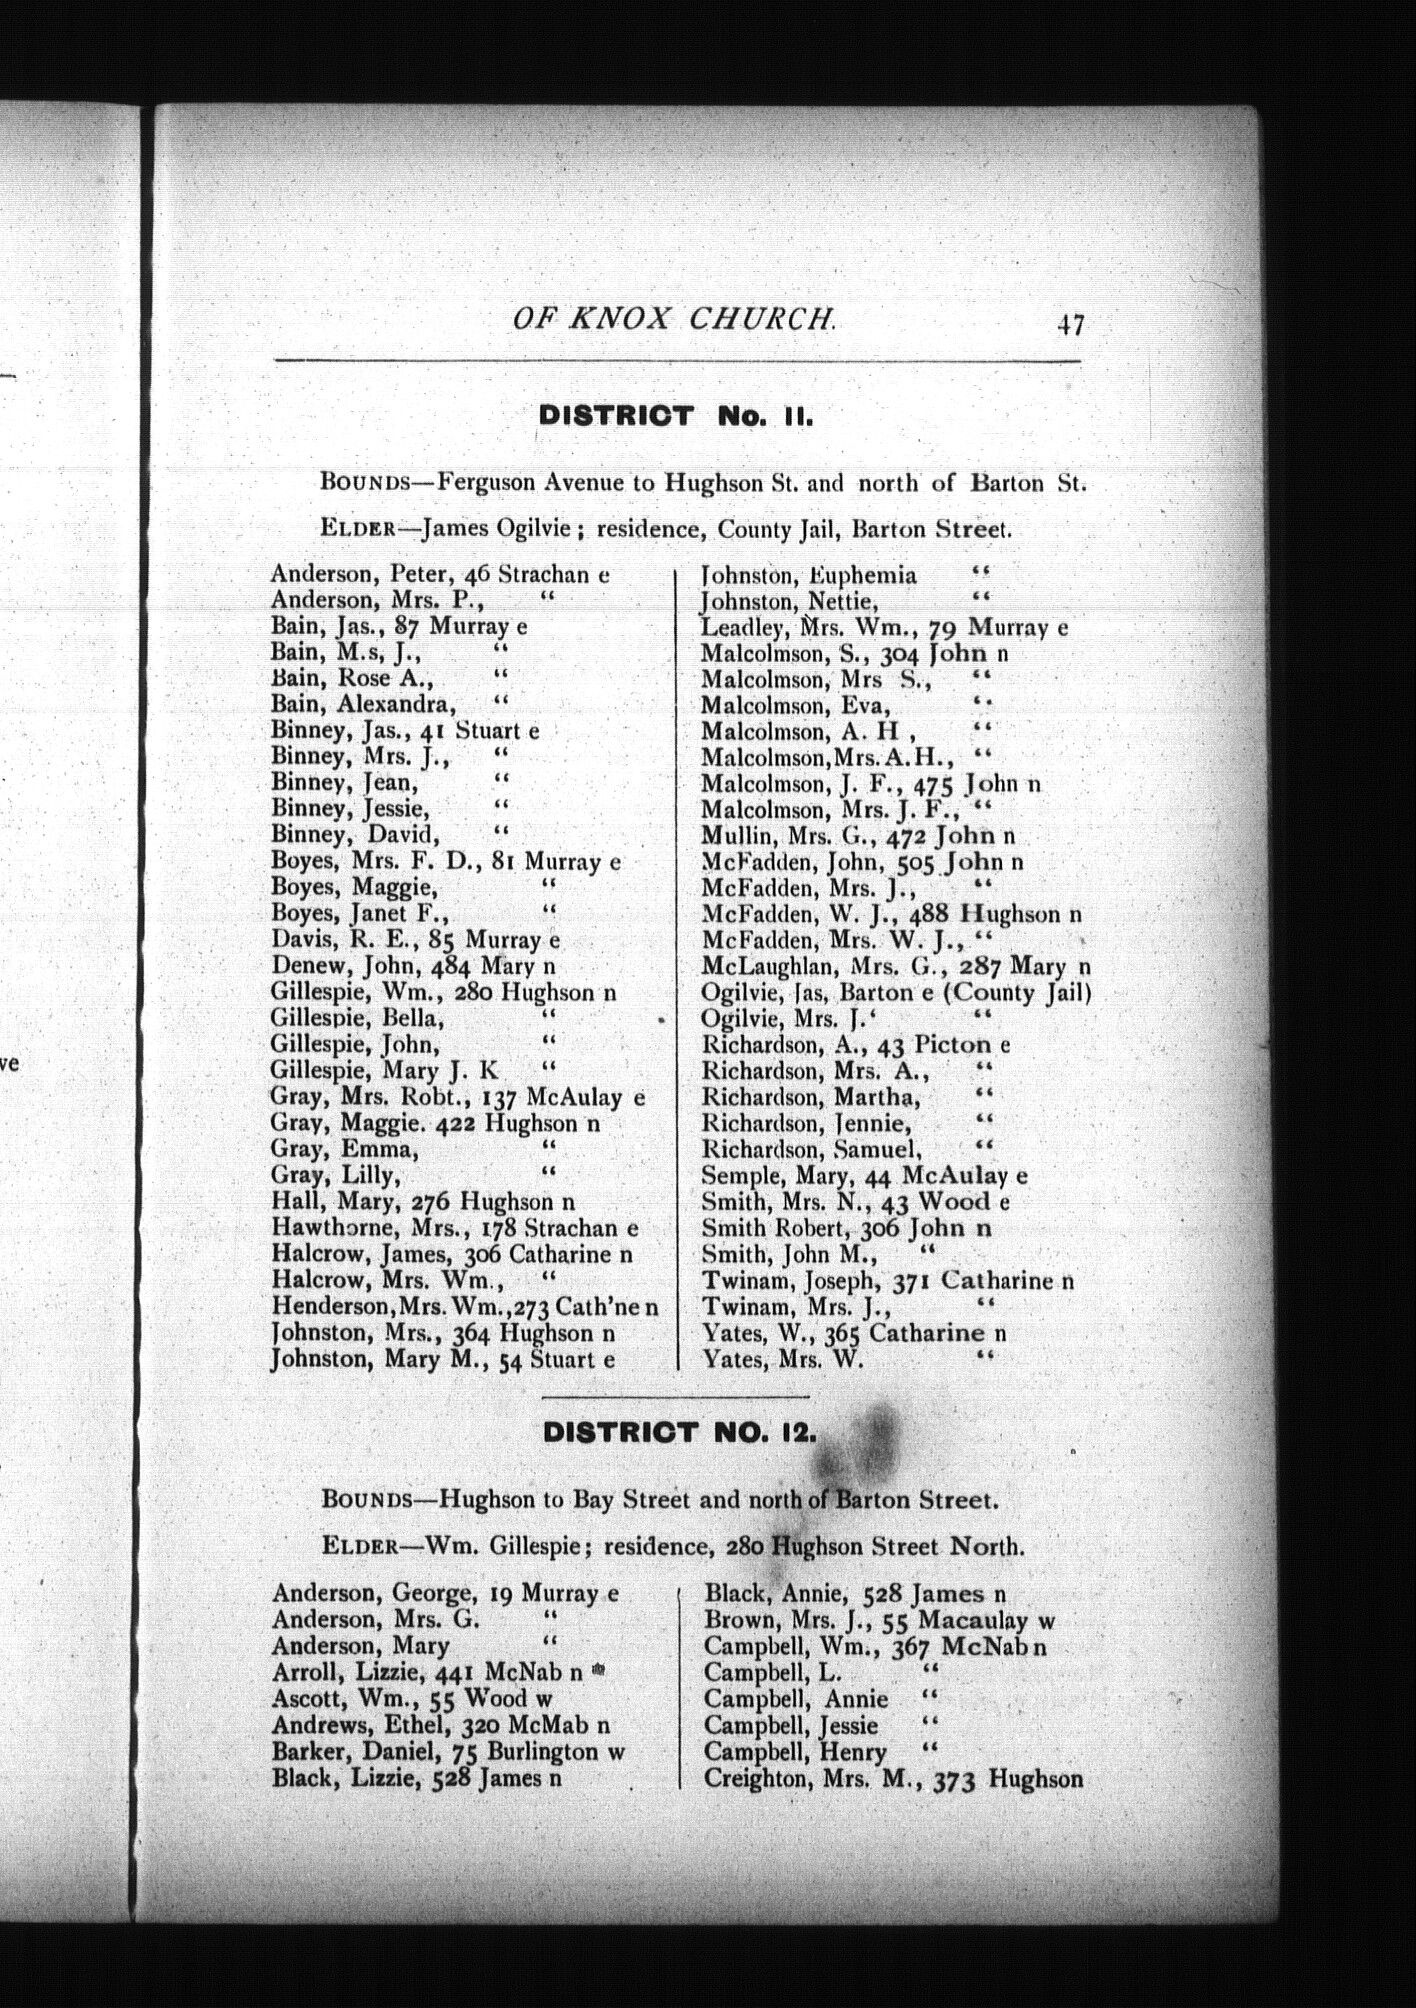 OF KNOX CHURCH.
47
DISTRICT No. 11.
BOUNDS—Ferguson Avenue to Hughson St. and north of Barton St.
ELDER—James Ogilvie; residence, County Jail, Barton Street.
Anderson, Peter, 46 Strachan e
Anderson, Mrs. P., “
Bain, Jas., 87 Murray e
Bain, M.s, J., “
Bain, Rose A., “
Bain, Alexandra, “
Binney, Jas., 41 Stuart e
Binney, Mrs. J., “
Binney, Jean, “
Binney, Jessie, “
Binney, David, “
Boyes, Mrs. F. D., 81 Murray e
Boyes, Maggie, “
Boyes, Janet F., “
Davis, R. E., 85 Murray e
Denew, John, 484 Mary n
Gillespie, Wm., 280 Hughson n
Gillespie, Bella, “
Gillespie, John, “
Gillespie, Mary J. K “
Gray, Mrs. Robt., 137 McAulay e
Gray, Maggie. 422 Hughson n
Gray, Emma, “
Gray, Lilly, “
Hall, Mary, 276 Hughson n
Hawthorne, Mrs., 178 Strachan e
Halcrow, James, 306 Catharine n
Halcrow, Mrs. Wm., “
Henderson, Mrs. Wm., 273 Cath'ne n
Johnston, Mrs., 364 Hughson n
Johnston, Mary M., 54 Stuart e
Johnston, Euphemia “
Johnston, Nettie, “
Leadley, Mrs. Wm., 79 Murray e
Malcolmson, S., 304 John n
Malcolmson, Mrs S., “
Malcolmson, Eva, “
Malcolmson, A. H , “
Malcolmson, Mrs. A.H., “
Malcolmson, J. F., 475 John n
Malcolmson, Mrs. J. F., “
Mullin, Mrs. G., 472 John n
McFadden, John, 505 John n
McFadden, Mrs. J., “
McFadden, W. J., 488 Hughson n
McFadden, Mrs. W. J., “
McLaughlan, Mrs. G., 287 Mary n
Ogilvie, Jas, Barton e (County Jail)
Ogilvie, Mrs. J.‘ “
Richardson, A., 43 Picton e
Richardson, Mrs. A., “
Richardson, Martha, “
Richardson, Jennie, “
Richardson, Samuel, “
Semple, Mary, 44 McAulay e
Smith, Mrs. N., 43 Wood e
Smith Robert, 306 John n
Smith, John M., “
Twinam, Joseph, 371 Catharine n
Twinam, Mrs. J., “
Yates, W., 365 Catharine n
Yates, Mrs. W. “
DISTRICT NO. 12.
BOUNDS—Hughson to Bay Street and north of Barton Street.
ELDER—Wm. Gillespie; residence, 280 Hughson Street North.
Anderson, George, 19 Murray e
Anderson, Mrs. G. “
Anderson, Mary “
Arroll, Lizzie, 441 McNab n
Ascott, Wm., 55 Wood w
Andrews, Ethel, 320 McMab n
Barker, Daniel, 75 Burlington w
Black, Lizzie, 528 James n
Black, Annie, 528 James n
Brown, Mrs. J., 55 Macaulay w
Campbell, Wm., 367 McNab n
Campbell, L. “
Campbell, Annie “
Campbell, Jessie “
Campbell, Henry “
Creighton, Mrs. M., 373 Hughson